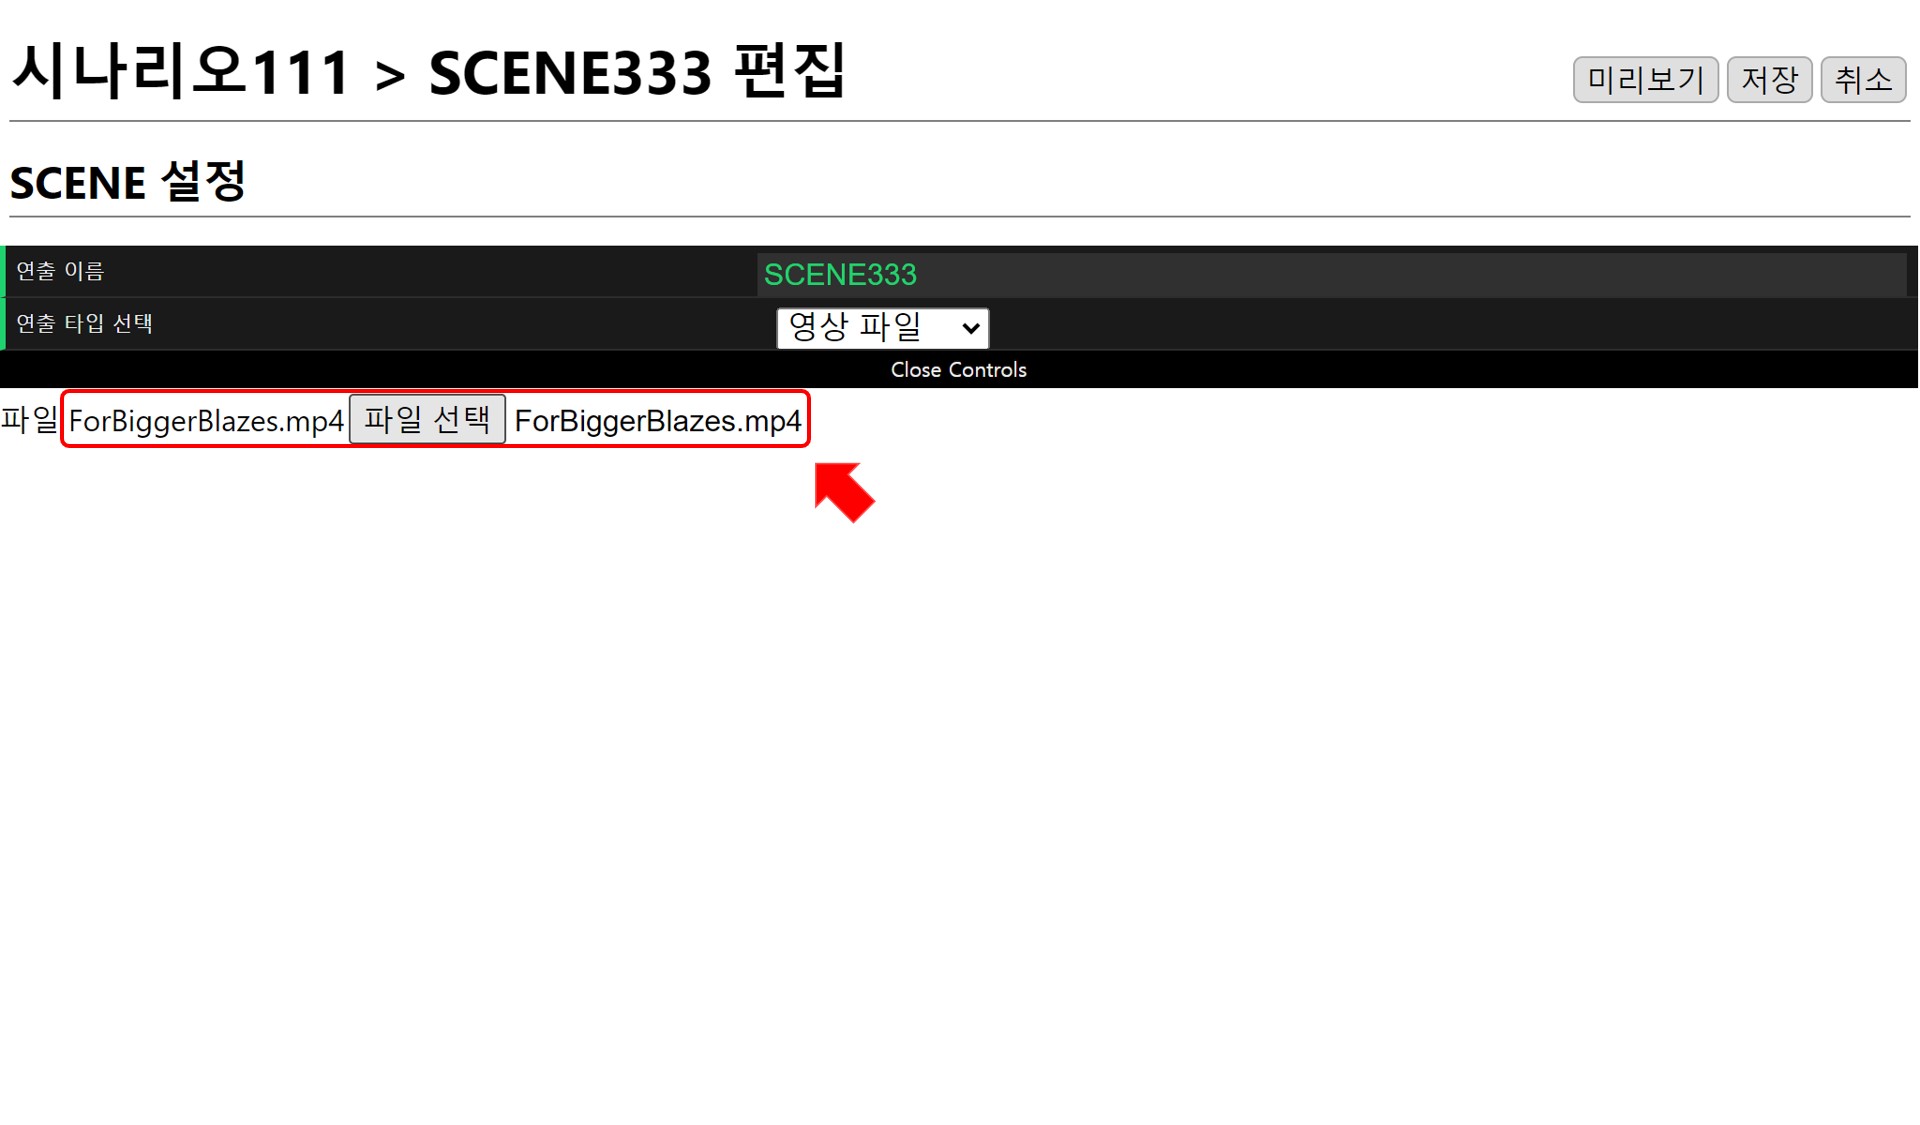 시나리오111 > SCENE333 편집
미리보기 저장 취소
SCENE 설정
연출 이름 SCENE333
연출 타입 선택 영상 파일
Close Controls
파일 ForBiggerBlazes.mp4 파일 선택 ForBiggerBlazes.mp4